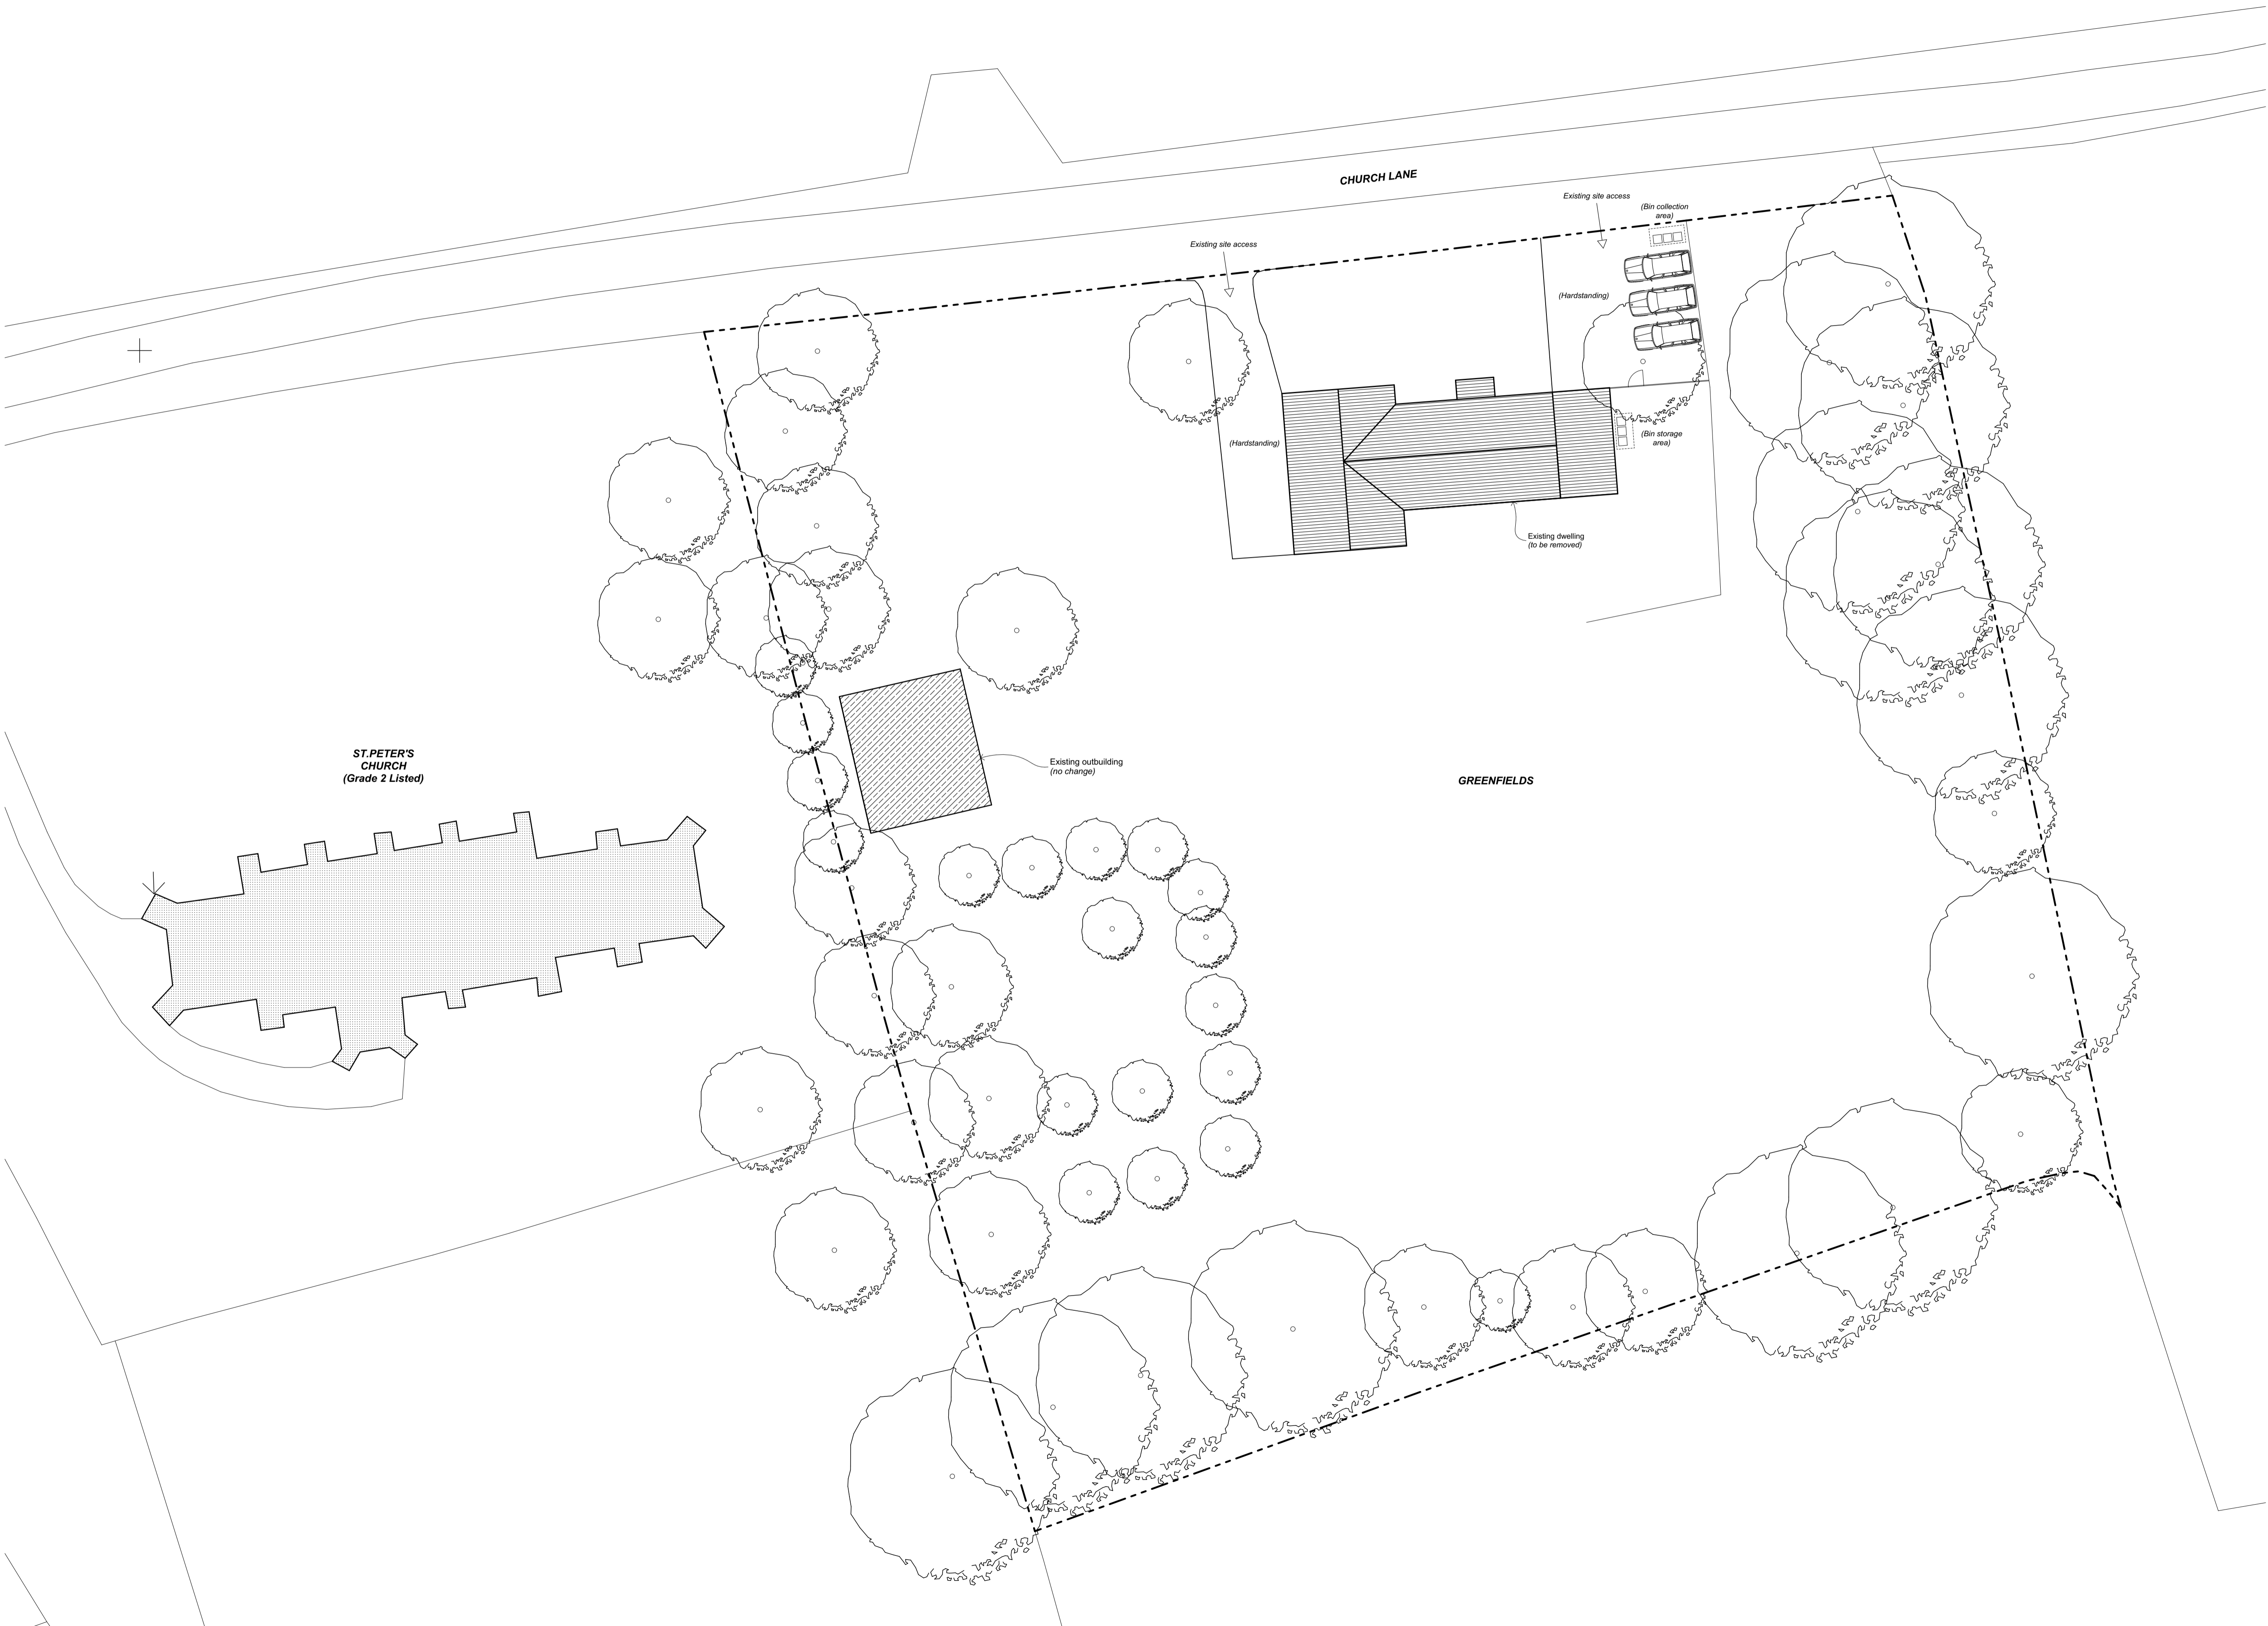 CHURCH LANE
Existing site access
(Bin collection
area)
Existing site access
(Hardstanding)
(Hardstanding)
(Bin storage
area)
Existing dwelling
(to be removed)
ST.PETER'S
CHURCH
(Grade 2 Listed)
Existing outbuilding
(no change)
GREENFIELDS